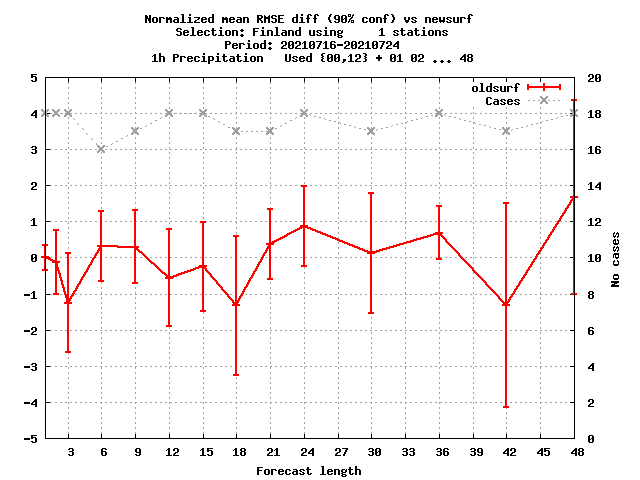 Normalized mean RMSE diff (90% conf) vs newsurf
Selection: Finland using     1 stations
Period: 20210716-20210724
1h Precipitation   Used {00,12} + 01 02 ... 48
oldsurf
Cases
5
4
3
2
1
0
-1
-2
-3
-4
-5
20
18
16
14
12
10
8
6
4
2
0
No cases
3 6 9 12 15 18 21 24 27 30 33 36 39 42 45 48
Forecast length